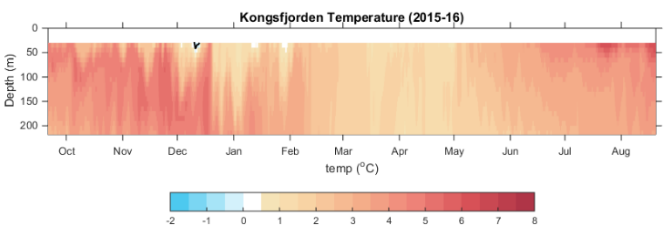 Kongsfjorden Temperature (2015-16)
0
50
100
150
200
Depth (m)
Oct Nov Dec Jan Feb Mar Apr May Jun Jul Aug
temp (°C)
-2 -1 0 1 2 3 4 5 6 7 8